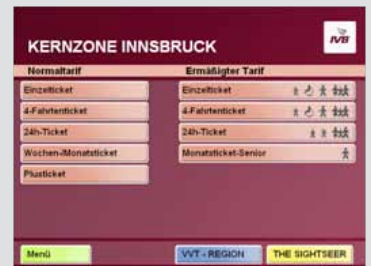 IVB
KERNZONE INNSBRUCK
Normaltarif Ermäßigter Tarif
Einzelticket Einzelticket
4-Fahrtenticket 4-Fahrtenticket
24h-Ticket 24h-Ticket
Wochen-/Monatsticket Monatsticket-Senior
Plusticket
Menü VVT - REGION THE SIGHTSEER